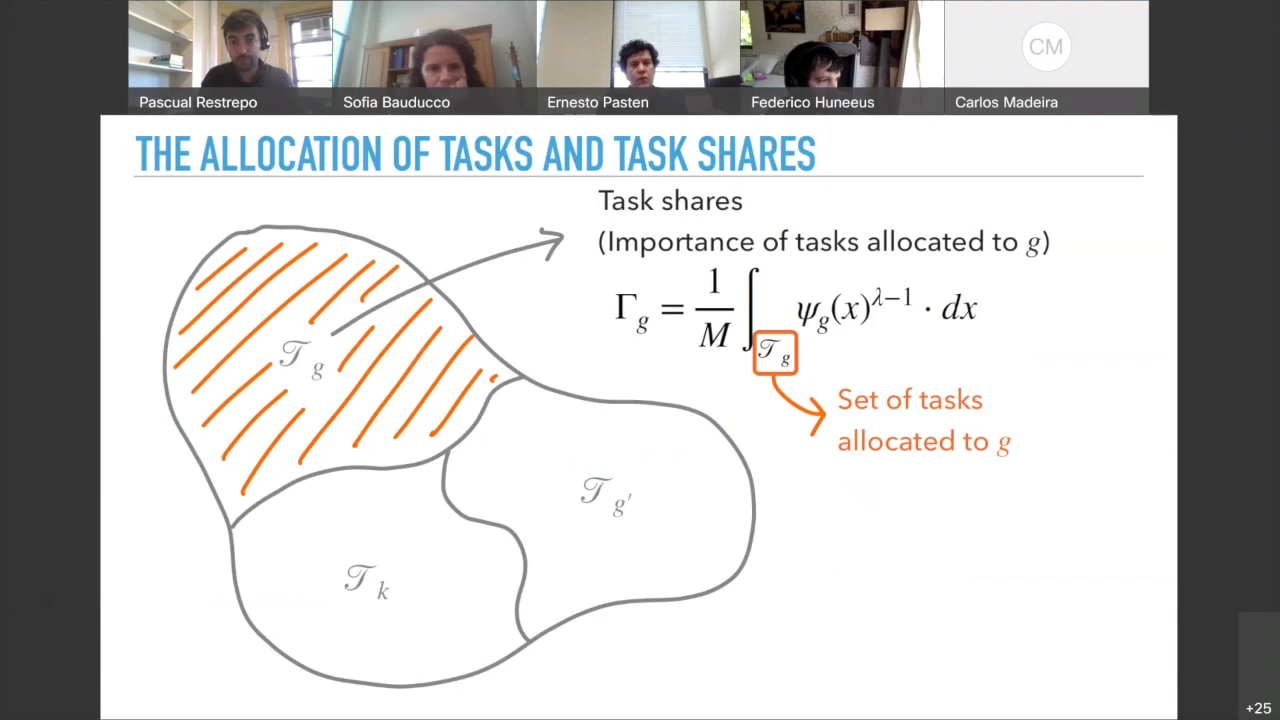 Pascual Restrepo
Sofia Bauducco
Ernesto Pasten
Federico Huneeus
CM
Carlos Madeira
THE ALLOCATION OF TASKS AND TASK SHARES
Task shares
(Importance of tasks allocated to g)
Γ_g = 1/M ∫_{𝒯_g} ψ_g(x)^{λ−1} · dx
Set of tasks
allocated to g
𝒯_g
𝒯_g′
𝒯_k
+25